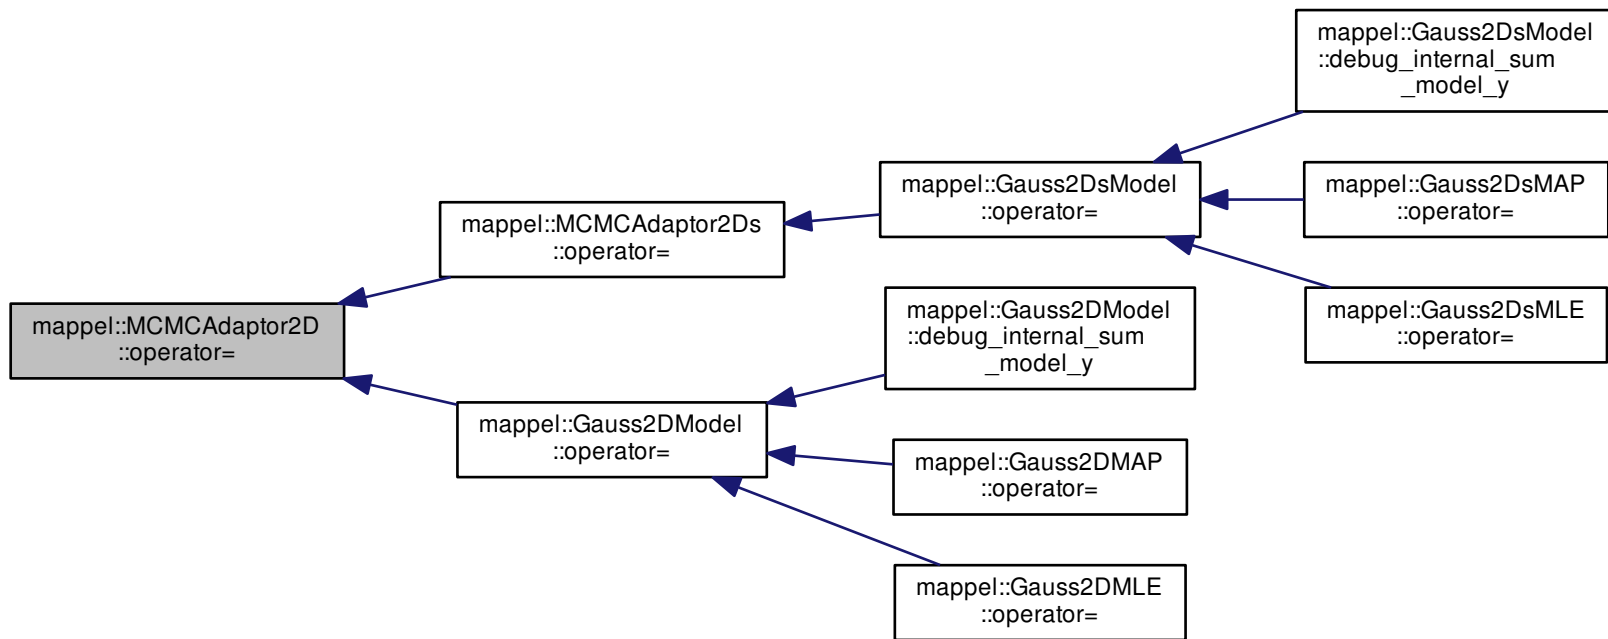 mappel::MCMCAdaptor2D
::operator=
mappel::MCMCAdaptor2Ds
::operator=
mappel::Gauss2DsModel
::operator=
mappel::Gauss2DsModel
::debug_internal_sum
_model_y
mappel::Gauss2DsMAP
::operator=
mappel::Gauss2DsMLE
::operator=
mappel::Gauss2DModel
::operator=
mappel::Gauss2DModel
::debug_internal_sum
_model_y
mappel::Gauss2DMAP
::operator=
mappel::Gauss2DMLE
::operator=